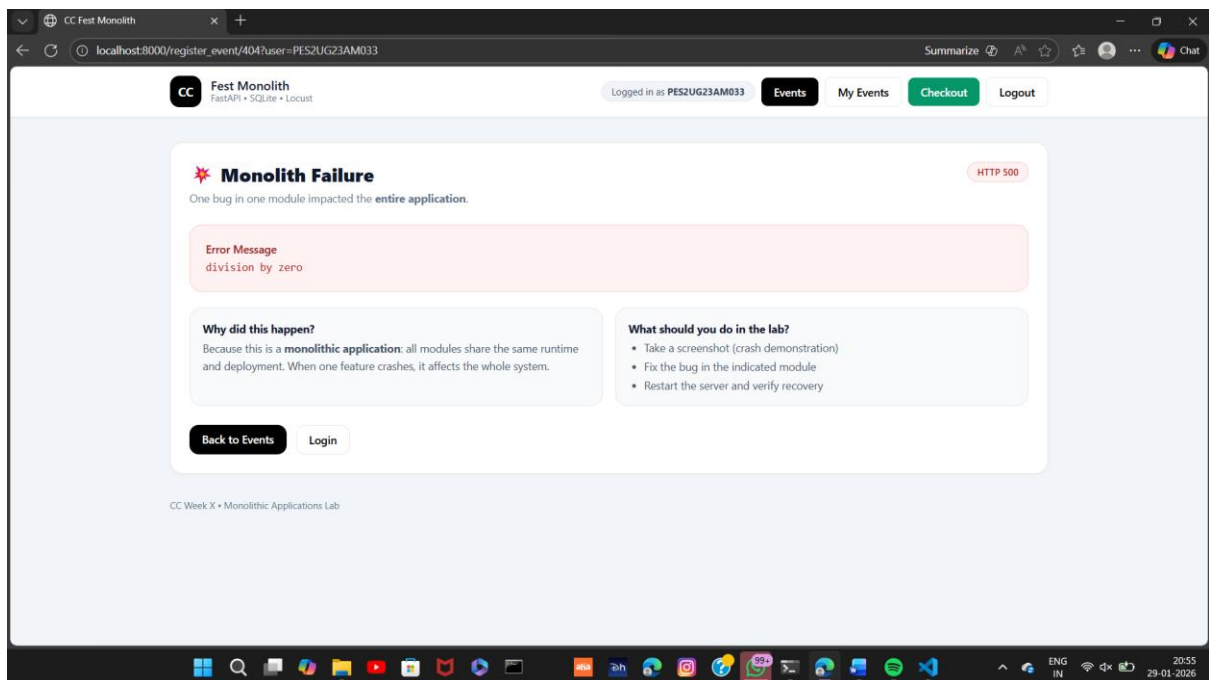 CC Fest Monolith
localhost:8000/register_event/404?user=PES2UG23AM033
Summarize
Chat
CC
Fest Monolith
FastAPI • SQLite • Locust
Logged in as PES2UG23AM033
Events
My Events
Checkout
Logout
Monolith Failure
HTTP 500
One bug in one module impacted the entire application.
Error Message
division by zero
Why did this happen?
Because this is a monolithic application: all modules share the same runtime
and deployment. When one feature crashes, it affects the whole system.
What should you do in the lab?
• Take a screenshot (crash demonstration)
• Fix the bug in the indicated module
• Restart the server and verify recovery
Back to Events
Login
CC Week X • Monolithic Applications Lab
99+
ENG
IN
20:55
29-01-2026